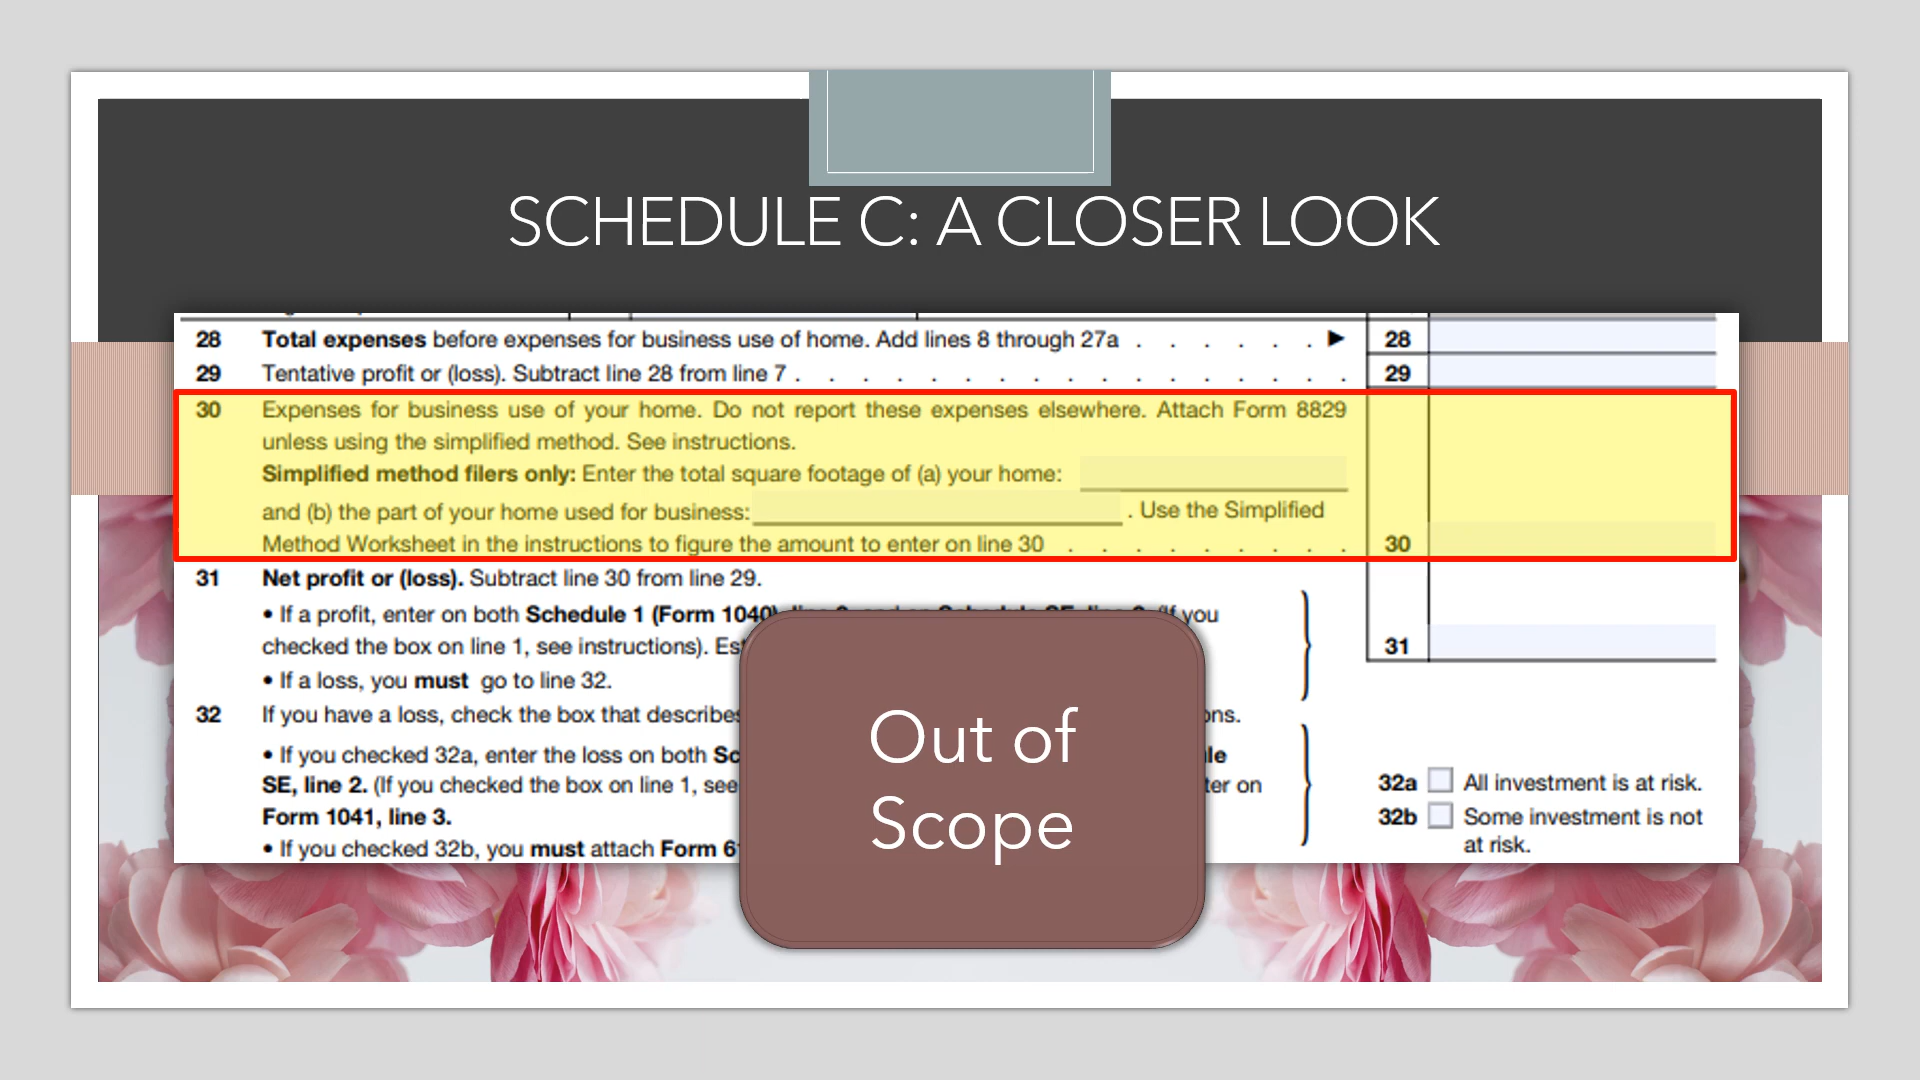 SCHEDULE C: A CLOSER LOOK
28 Total expenses before expenses for business use of home. Add lines 8 through 27a . . . . . . ▶ 28
29 Tentative profit or (loss). Subtract line 28 from line 7 . . . . . . . . . . . . . . . . . 29
30 Expenses for business use of your home. Do not report these expenses elsewhere. Attach Form 8829
unless using the simplified method. See instructions.
Simplified method filers only: Enter the total square footage of (a) your home:
and (b) the part of your home used for business: . Use the Simplified
Method Worksheet in the instructions to figure the amount to enter on line 30 . . . . . . . . . 30
31 Net profit or (loss). Subtract line 30 from line 29.
• If a profit, enter on both Schedule 1 (Form 1040), you
checked the box on line 1, see instructions). 31
• If a loss, you must go to line 32.
32 If you have a loss, check the box that
• If you checked 32a, enter the loss on both
SE, line 2. (If you checked the box on line 1, see on
32a All investment is at risk.
Form 1041, line 3.
32b Some investment is not
at risk.
• If you checked 32b, you must attach Form
Out of
Scope